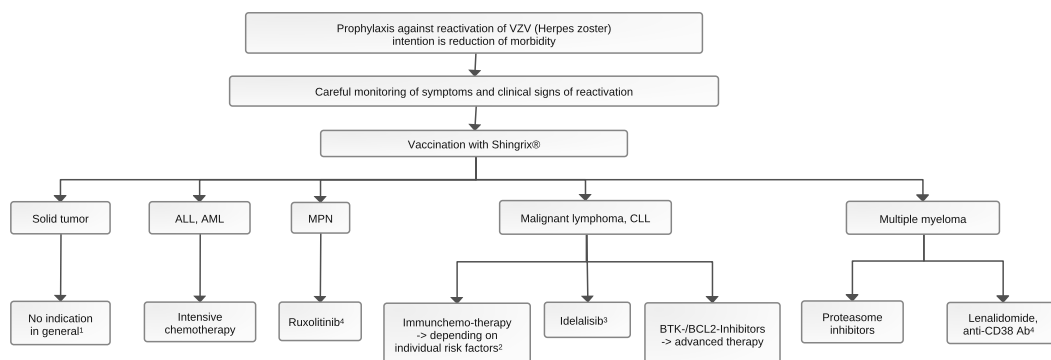 Prophylaxis against reactivation of VZV (Herpes zoster)
intention is reduction of morbidity
Careful monitoring of symptoms and clinical signs of reactivation
Vaccination with Shingrix®
Solid tumor
ALL, AML
MPN
Malignant lymphoma, CLL
Multiple myeloma
No indication
in general¹
Intensive
chemotherapy
Ruxolitinib⁴
Immunchemo-therapy
-> depending on
individual risk factors²
Idelalisib³
BTK-/BCL2-Inhibitors
-> advanced therapy
Proteasome
inhibitors
Lenalidomide,
anti-CD38 Ab⁴